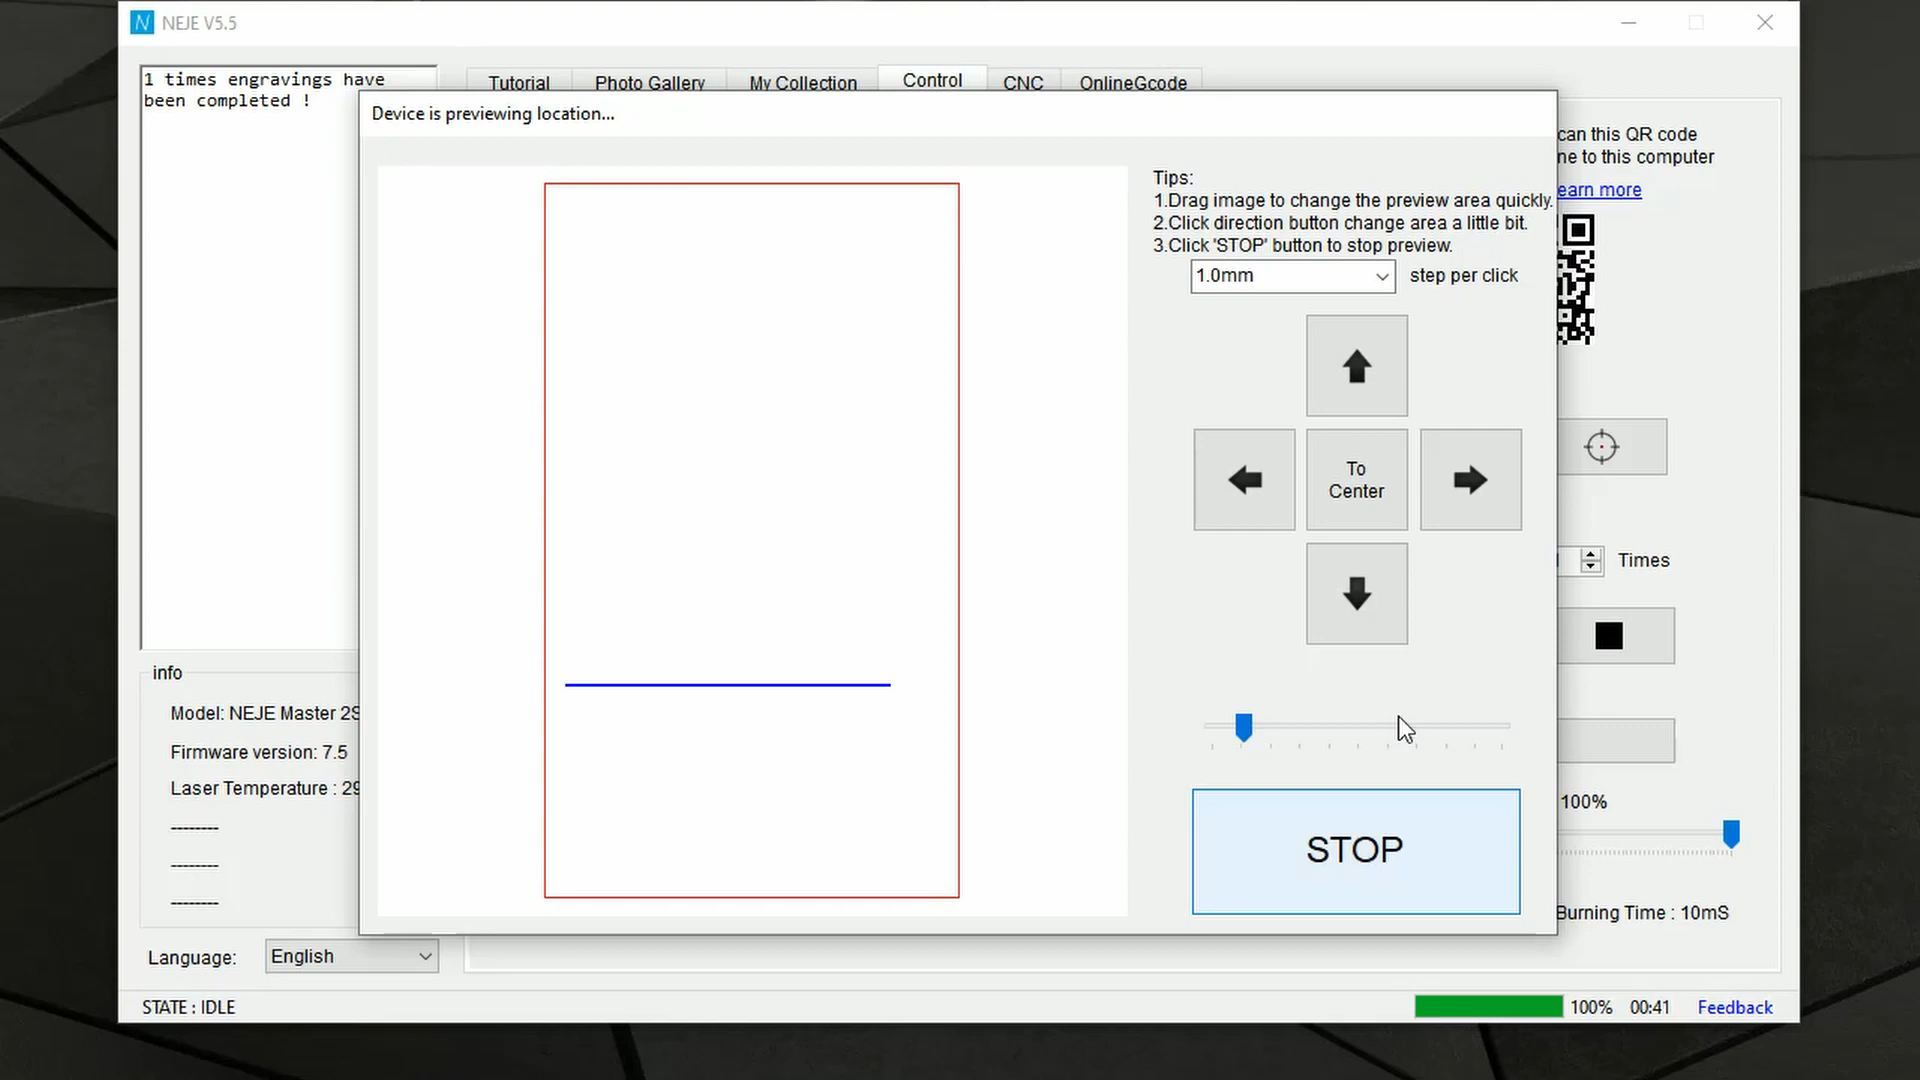 NEJE V5.5
1 times engravings have
been completed !
Tutorial
Photo Gallery
My Collection
Control
CNC
OnlineGcode
Device is previewing location...
Tips:
1.Drag image to change the preview area quickly.
2.Click direction button change area a little bit.
3.Click 'STOP' button to stop preview.
1.0mm
step per click
To
Center
STOP
can this QR code
ne to this computer
earn more
Times
100%
Burning Time : 10mS
info
Model: NEJE Master 2S
Firmware version: 7.5
Laser Temperature : 29
--------
--------
--------
Language:
English
STATE : IDLE
100%
00:41
Feedback